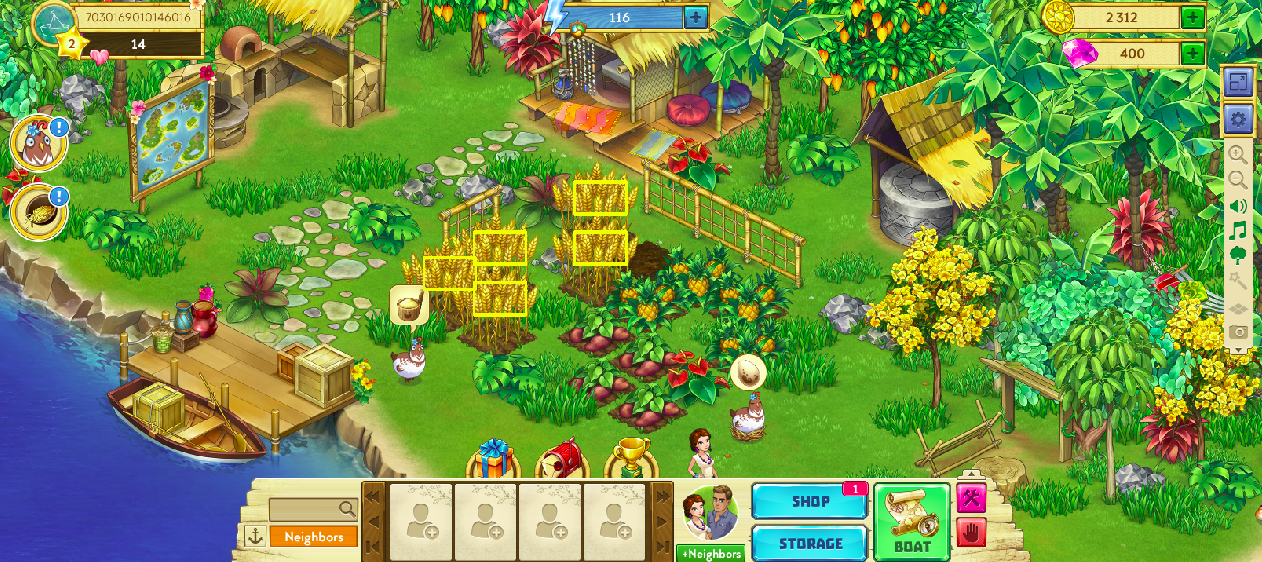 7030169010146016
2
14
116
2 312
400
Neighbors
+Neighbors
SHOP
1
STORAGE
BOAT